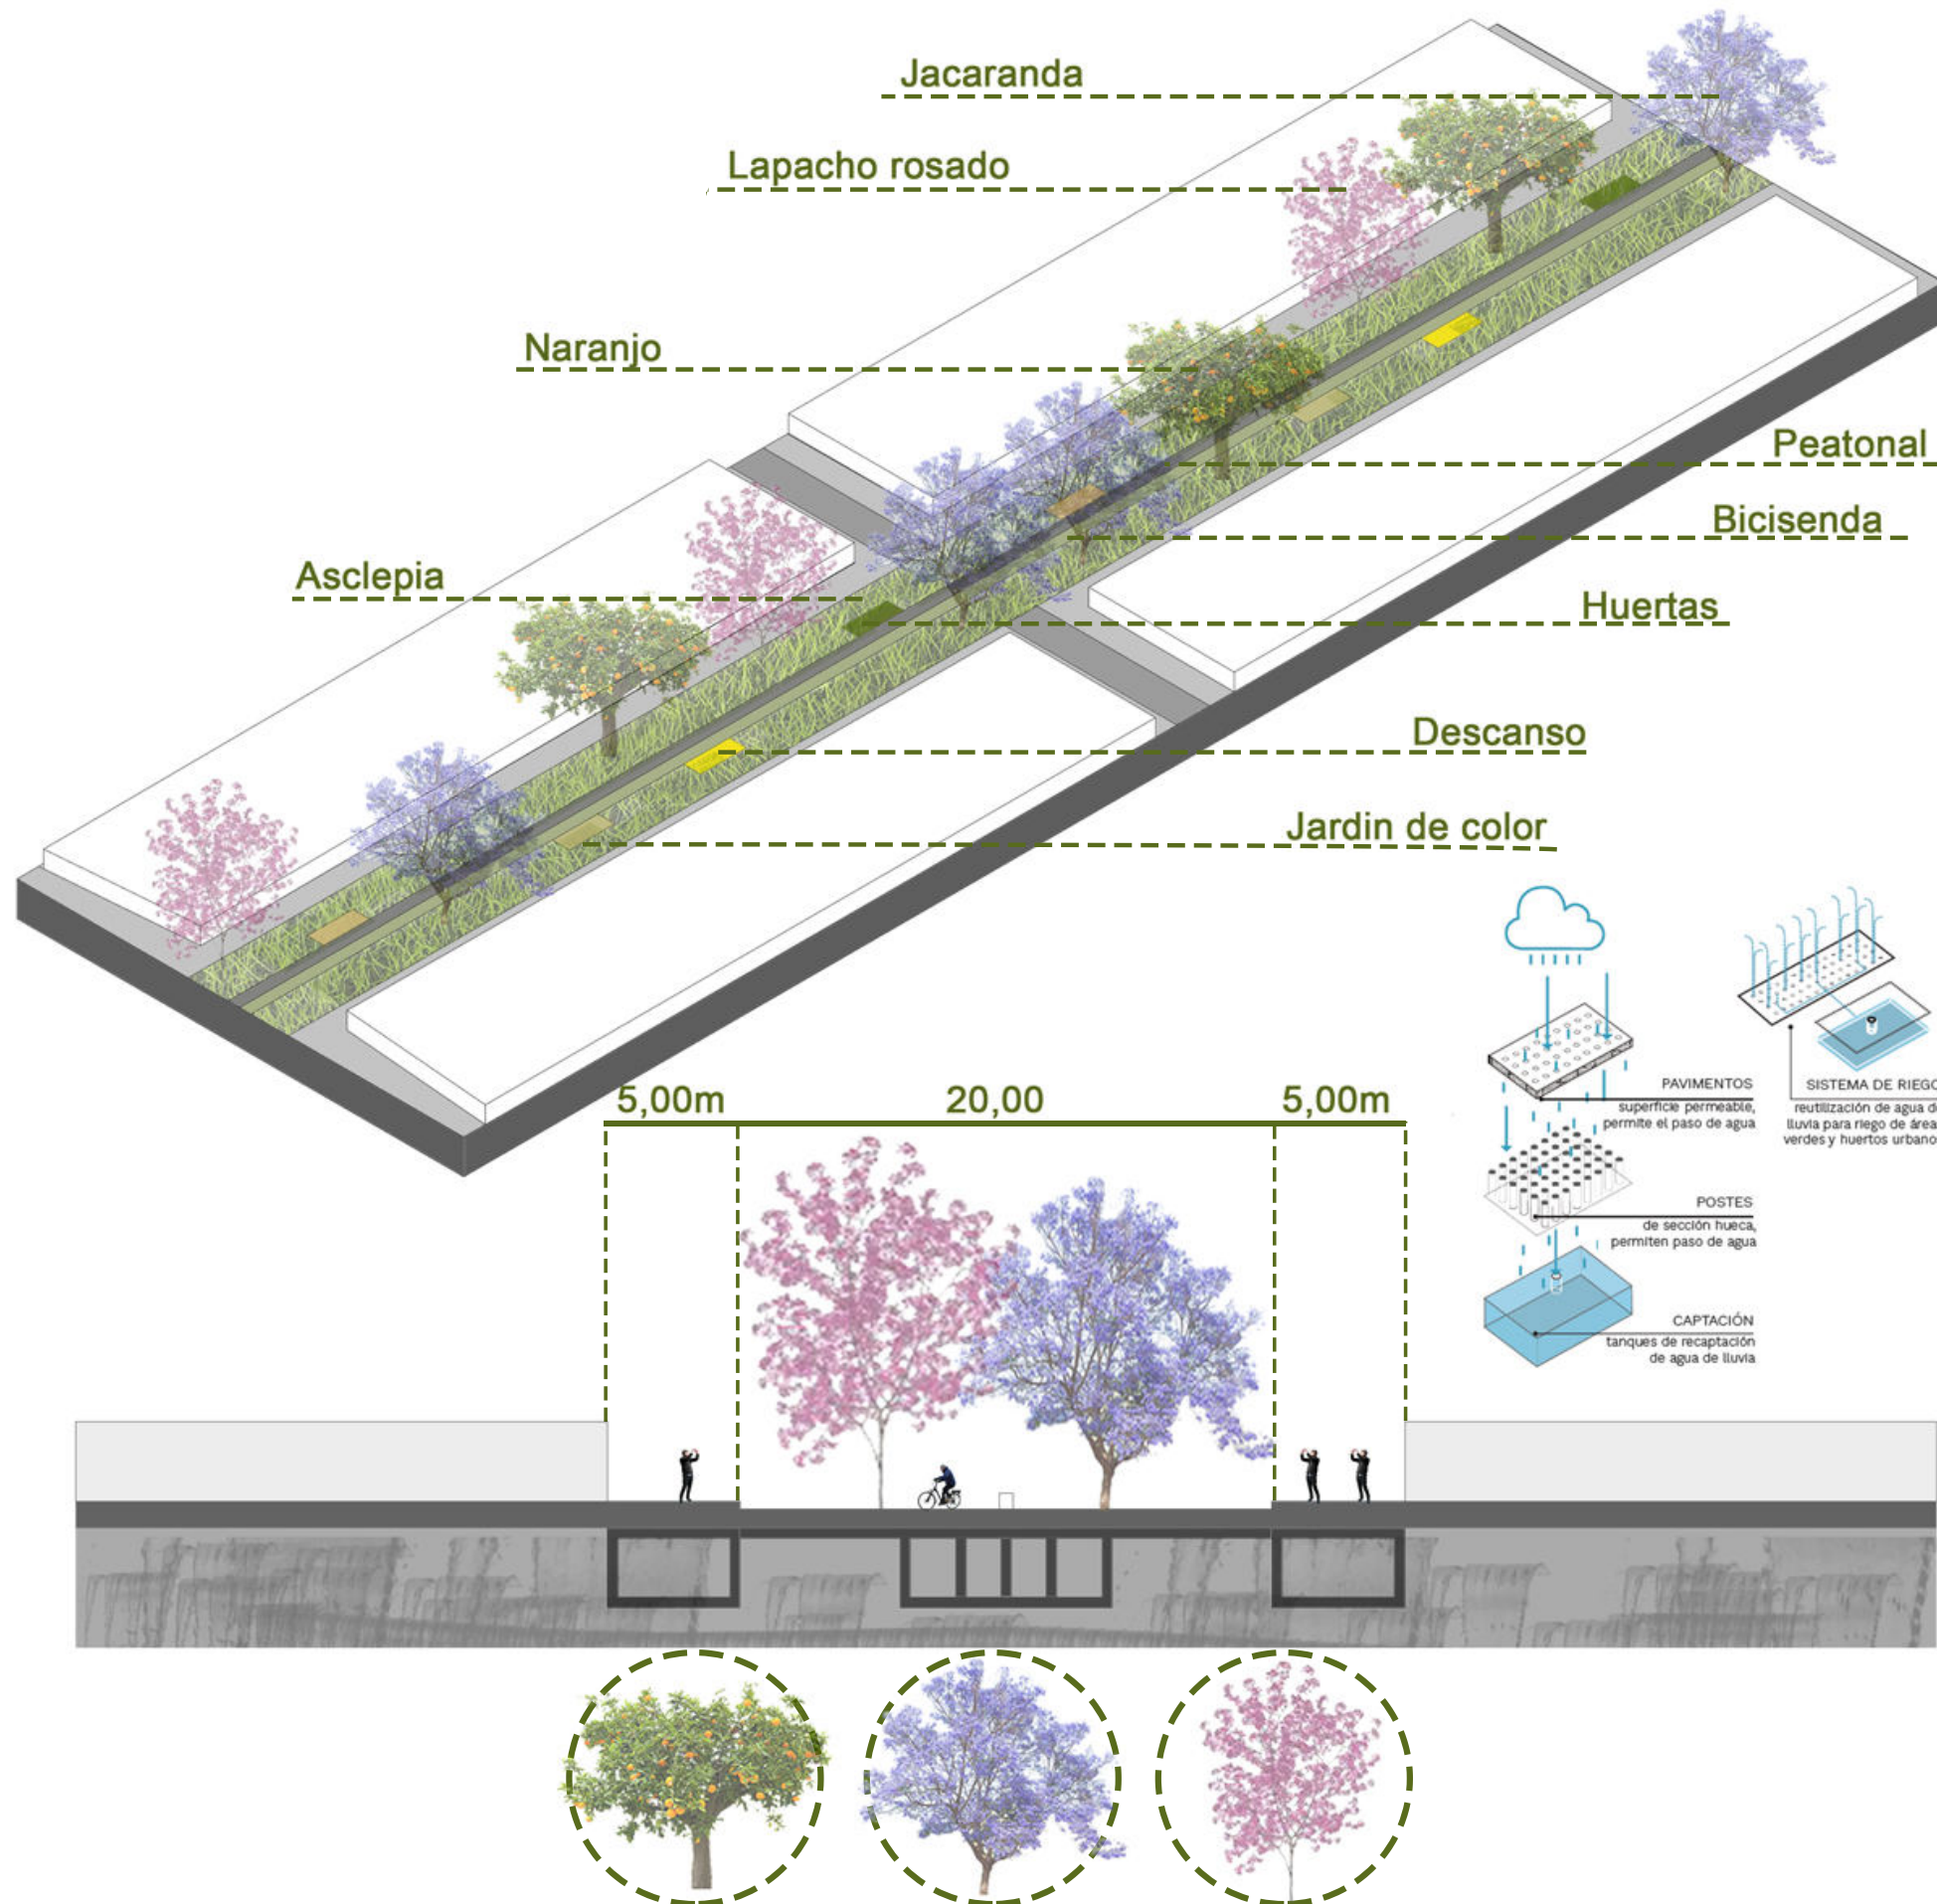 Jacaranda
Lapacho rosado
Naranjo
Peatonal
Bicisenda
Asclepia
Huertas
Descanso
Jardin de color
5,00m
20,00
5,00m
PAVIMENTOS
superficie permeable,
permite el paso de agua
SISTEMA DE RIEGO
reutilización de agua de
lluvia para riego de área
verdes y huertos urbano
POSTES
de sección hueca,
permiten paso de agua
CAPTACIÓN
tanques de recaptación
de agua de lluvia